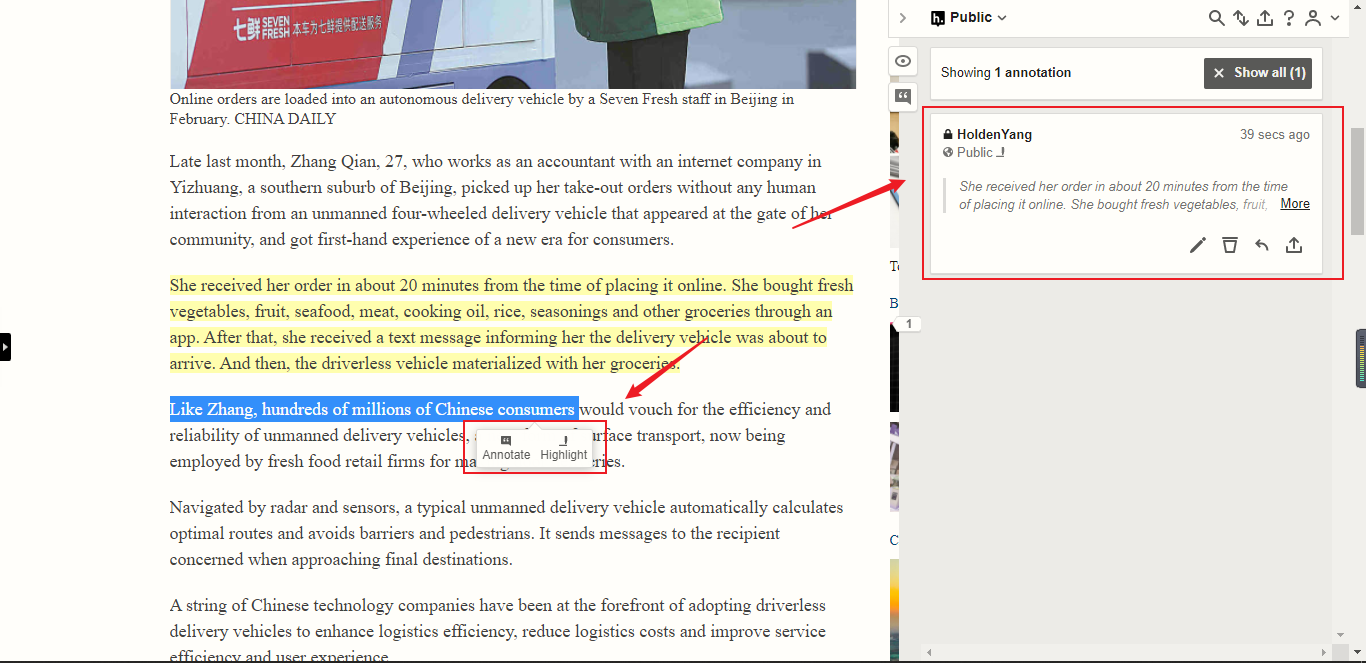 七鲜 SEVEN FRESH 本车为七鲜提供配送服务
Online orders are loaded into an autonomous delivery vehicle by a Seven Fresh staff in Beijing in
February. CHINA DAILY
Late last month, Zhang Qian, 27, who works as an accountant with an internet company in
Yizhuang, a southern suburb of Beijing, picked up her take-out orders without any human
interaction from an unmanned four-wheeled delivery vehicle that appeared at the gate of her
community, and got first-hand experience of a new era for consumers.
She received her order in about 20 minutes from the time of placing it online. She bought fresh
vegetables, fruit, seafood, meat, cooking oil, rice, seasonings and other groceries through an
app. After that, she received a text message informing her the delivery vehicle was about to
arrive. And then, the driverless vehicle materialized with her groceries.
Like Zhang, hundreds of millions of Chinese consumers would vouch for the efficiency and
reliability of unmanned delivery vehicles, surface transport, now being
employed by fresh food retail firms for
Annotate Highlight
Navigated by radar and sensors, a typical unmanned delivery vehicle automatically calculates
optimal routes and avoids barriers and pedestrians. It sends messages to the recipient
concerned when approaching final destinations.
A string of Chinese technology companies have been at the forefront of adopting driverless
delivery vehicles to enhance logistics efficiency, reduce logistics costs and improve service
efficiency and user experience.
To
B
1
C
h. Public
Showing 1 annotation
× Show all (1)
HoldenYang 39 secs ago
Public
She received her order in about 20 minutes from the time
of placing it online. She bought fresh vegetables, fruit, More